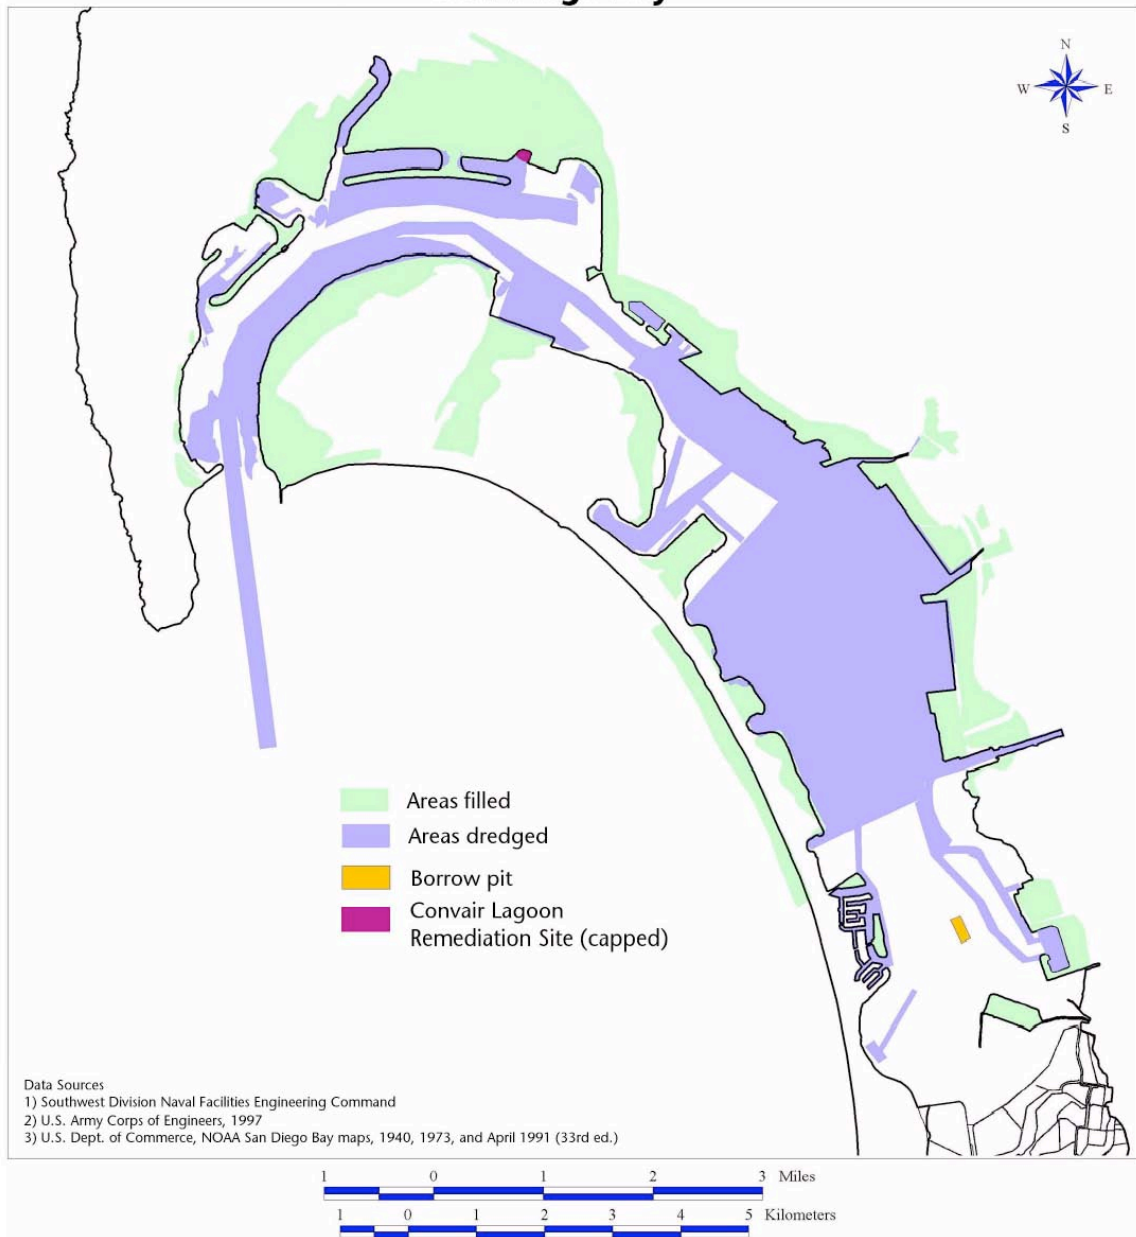 N
W E
S
Areas filled
Areas dredged
Borrow pit
Convair Lagoon
Remediation Site (capped)
Data Sources
1) Southwest Division Naval Facilities Engineering Command
2) U.S. Army Corps of Engineers, 1997
3) U.S. Dept. of Commerce, NOAA San Diego Bay maps, 1940, 1973, and April 1991 (33rd ed.)
1 0 1 2 3 Miles
1 0 1 2 3 4 5 Kilometers